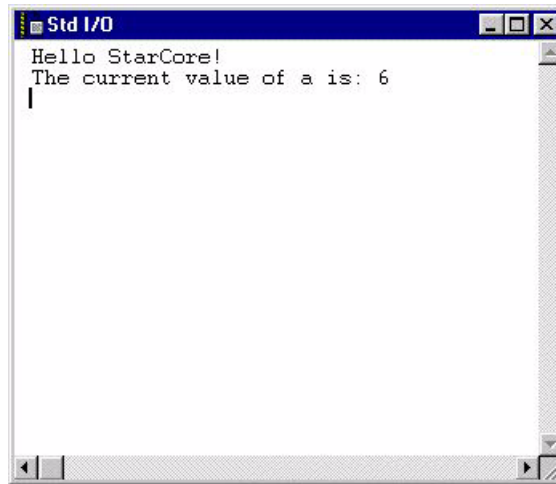 Std I/O
Hello StarCore!
The current value of a is: 6